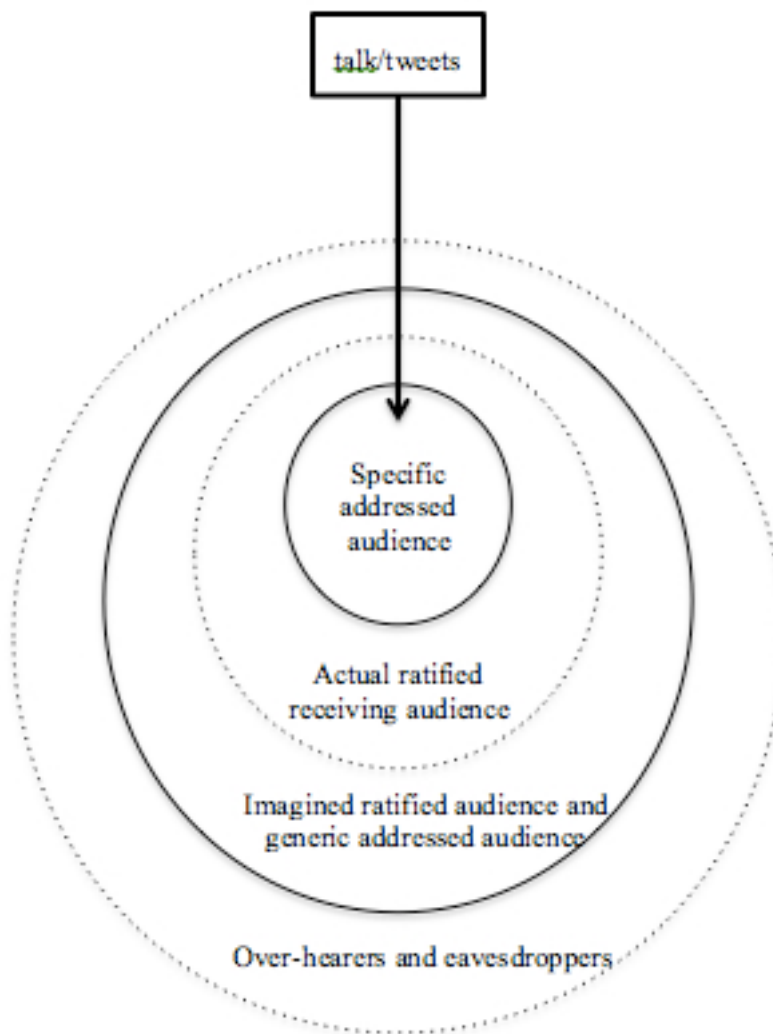 talk/tweets
Specific
addressed
audience
Actual ratified
receiving audience
Imagined ratified audience and
generic addressed audience
Over-hearers and eavesdroppers